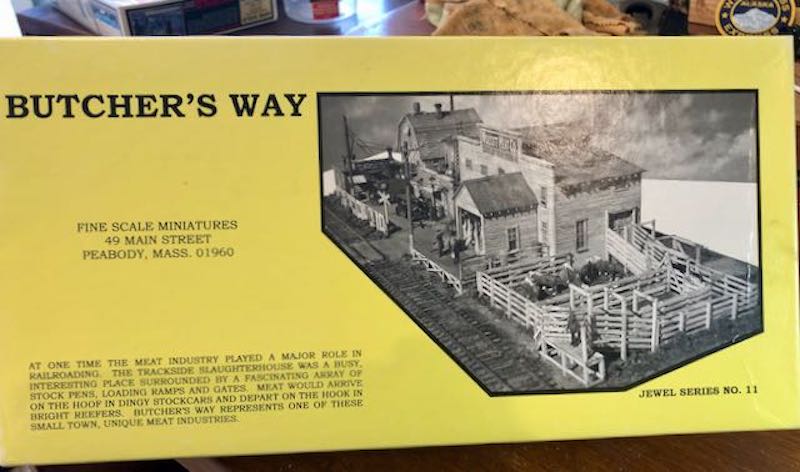 BUTCHER'S WAY
FINE SCALE MINIATURES
49 MAIN STREET
PEABODY, MASS. 01960
AT ONE TIME THE MEAT INDUSTRY PLAYED A MAJOR ROLE IN
RAILROADING. THE TRACKSIDE SLAUGHTERHOUSE WAS A BUSY,
INTERESTING PLACE SURROUNDED BY A FASCINATING ARRAY OF
STOCK PENS, LOADING RAMPS AND GATES. MEAT WOULD ARRIVE
ON THE HOOF IN DINGY STOCKCARS AND DEPART ON THE HOOK IN
BRIGHT REEFERS. BUTCHER'S WAY REPRESENTS ONE OF THESE
SMALL TOWN, UNIQUE MEAT INDUSTRIES.
JEWEL SERIES NO. 11
ALASKA